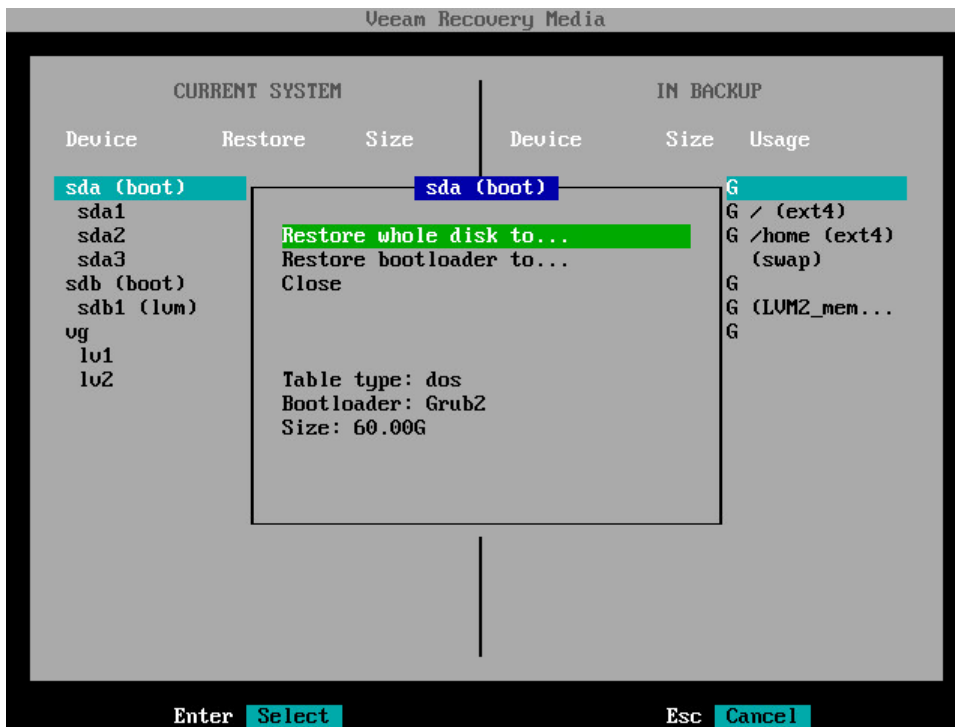 Veeam Recovery Media
CURRENT SYSTEM IN BACKUP
Device Restore Size Device Size Usage
sda (boot) sda (boot) G
sda1 G / (ext4)
sda2 Restore whole disk to... G /home (ext4)
sda3 Restore bootloader to... (swap)
sdb (boot) Close G
sdb1 (lvm) G (LVM2_mem...
vg G
lv1
lv2 Table type: dos
Bootloader: Grub2
Size: 60.00G
Enter Select Esc Cancel